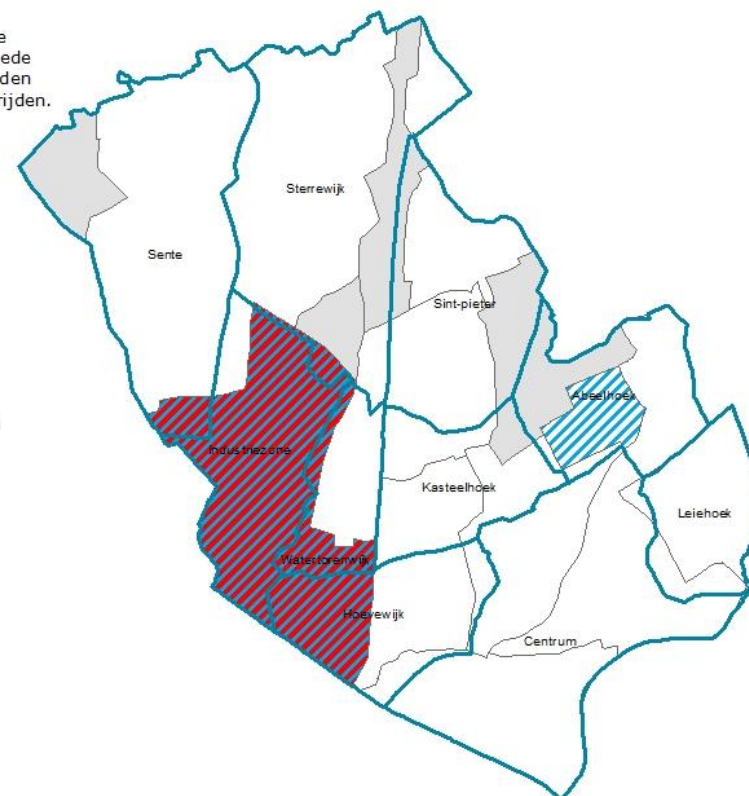 e
ede
den
rijden.
Sterrewijk
Sente
Sint-pieter
Abeelhoek
Industriezone
Kasteelhoek
Leiehoek
Watertorenwijk
Hoevewijk
Centrum